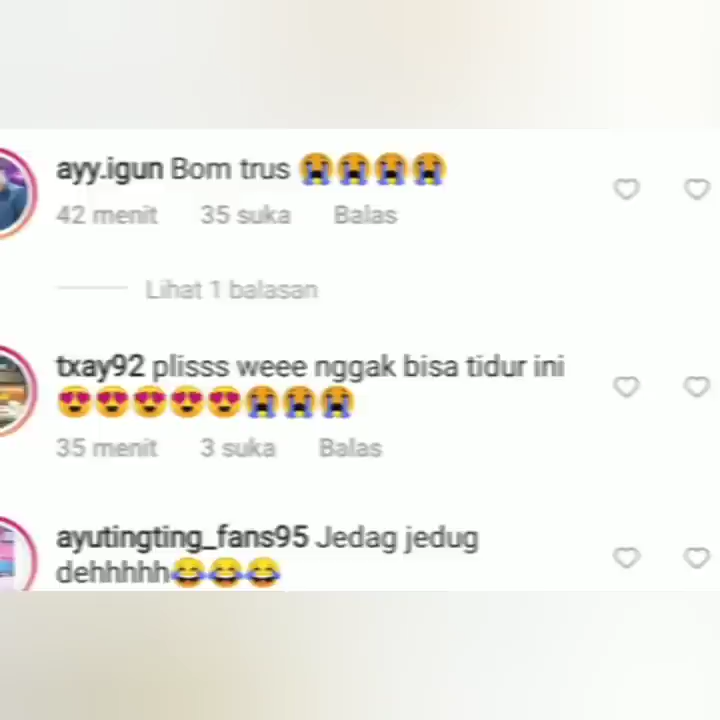 ayy.igun Bom trus 😭😭😭😭
42 menit 35 suka Balas
Lihat 1 balasan
txay92 plisss weee nggak bisa tidur ini
😍😍😍😍😍😭😭😭
35 menit 3 suka Balas
ayutingting_fans95 Jedag jedug
dehhhhh😂😂😂